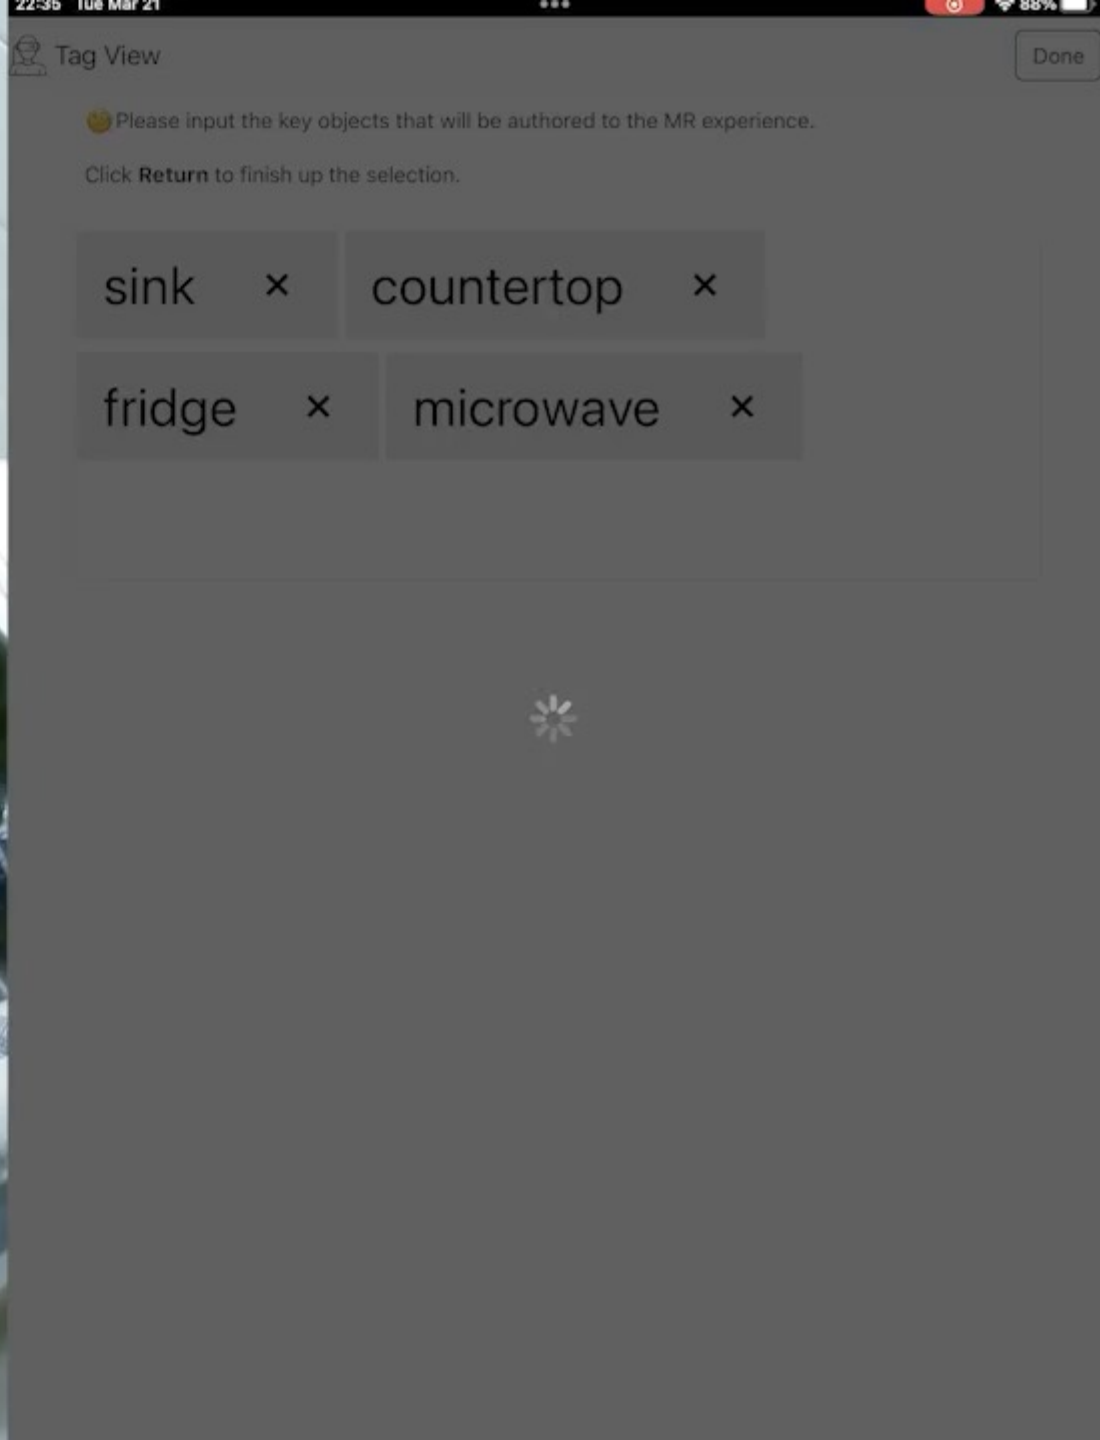 22:35 Tue Mar 21
88%
Tag View
Done
Please input the key objects that will be authored to the MR experience.
Click Return to finish up the selection.
sink × countertop ×
fridge × microwave ×